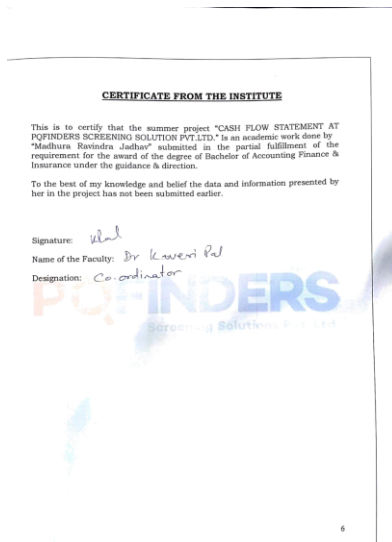 CERTIFICATE FROM THE INSTITUTE
This is to certify that the summer project "CASH FLOW STATEMENT AT
PQFINDERS SCREENING SOLUTION PVT.LTD." Is an academic work done by
"Madhura Ravindra Jadhav" submitted in the partial fulfillment of the
requirement for the award of the degree of Bachelor of Accounting Finance &
Insurance under the guidance & direction.
To the best of my knowledge and belief the data and information presented by
her in the project has not been submitted earlier.
Signature:
Name of the Faculty: Dr Kaveri Pal
Designation: Co-ordinator
PQFINDERS
Screening Solutions Pvt. Ltd
6